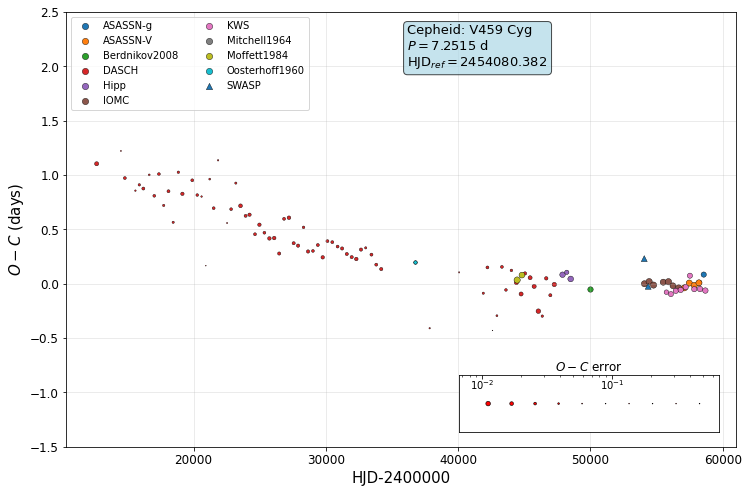 ASASSN-g
ASASSN-V
Berdnikov2008
DASCH
Hipp
IOMC
KWS
Mitchell1964
Moffett1984
Oosterhoff1960
SWASP
Cepheid: V459 Cyg
P = 7.2515 d
HJD_ref = 2454080.382
2.5
2.0
1.5
1.0
0.5
0.0
−0.5
−1.0
−1.5
O − C (days)
O − C error
10^−2
10^−1
20000
30000
40000
50000
60000
HJD-2400000